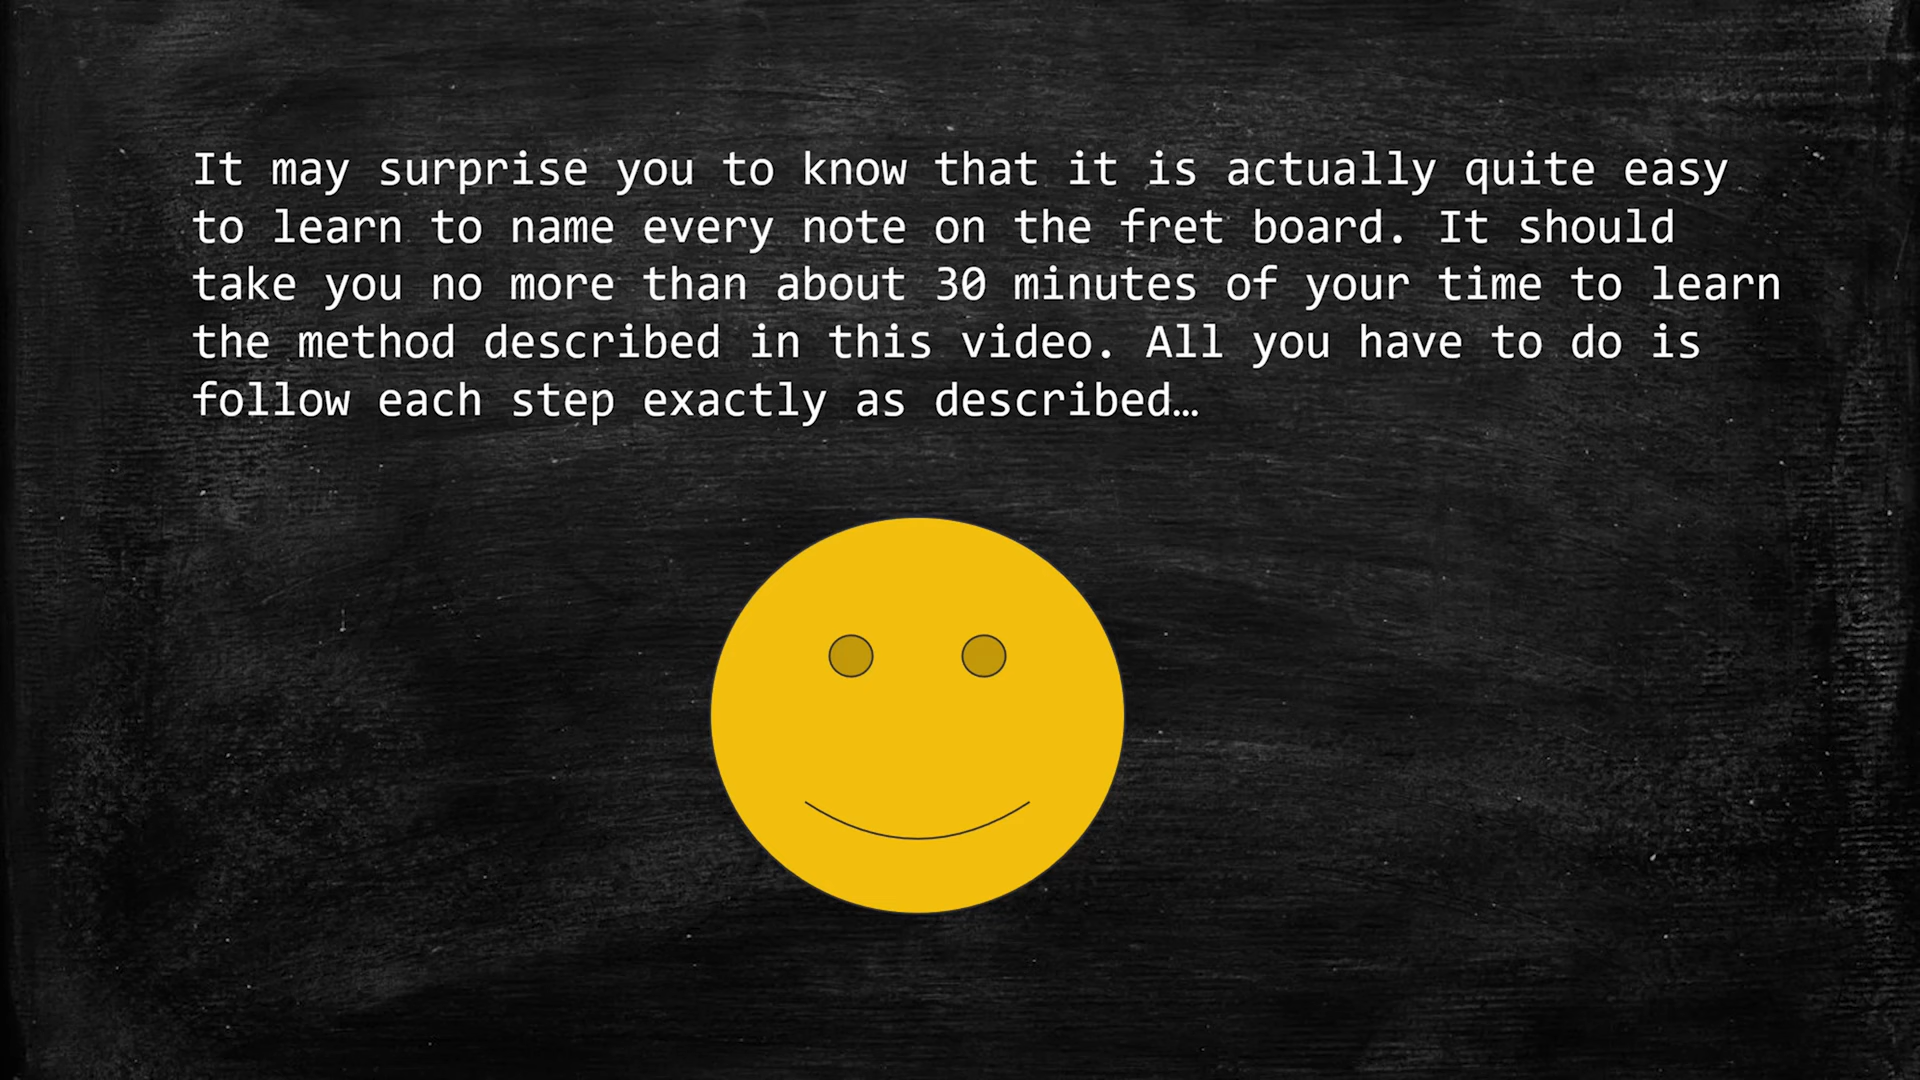 It may surprise you to know that it is actually quite easy
to learn to name every note on the fret board. It should
take you no more than about 30 minutes of your time to learn
the method described in this video. All you have to do is
follow each step exactly as described…